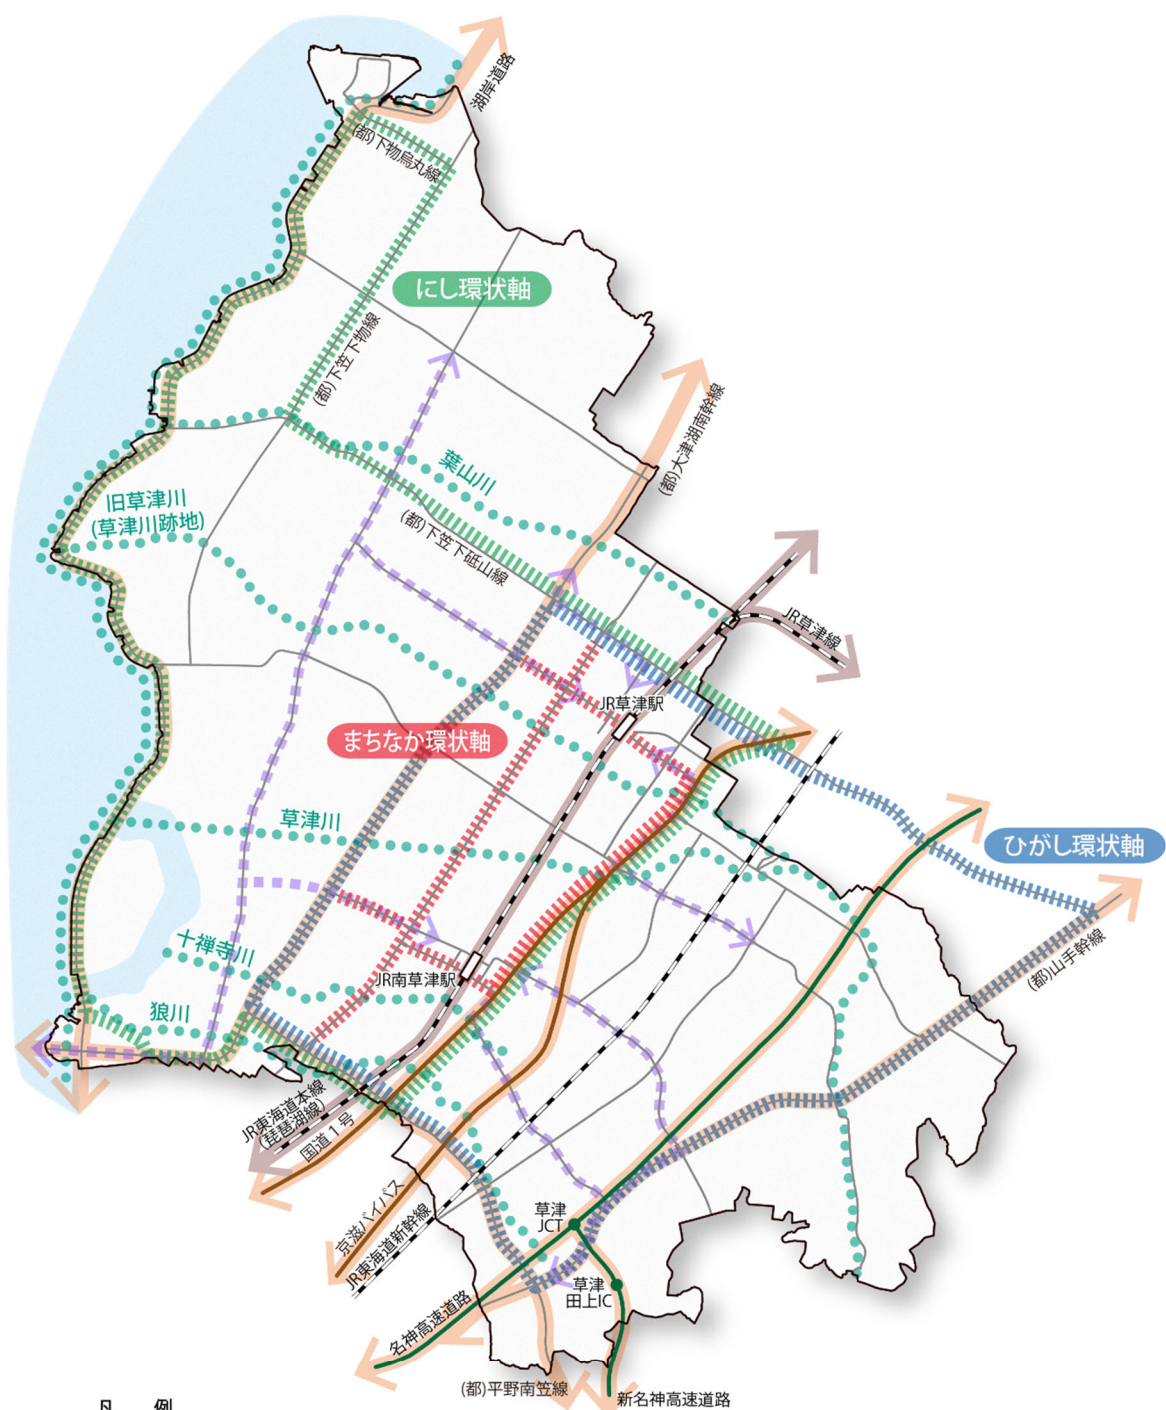 湖岸道路
(都)下物烏丸線
にし環状軸
(都)下笠下物線
(都)大津湖南幹線
葉山川
旧草津川
(草津川跡地)
(都)下笠下砥山線
JR草津線
JR草津駅
まちなか環状軸
草津川
ひがし環状軸
十禅寺川
JR南草津駅
(都)山手幹線
狼川
JR東海道本線
(琵琶湖線)
国道1号
京滋バイパス
JR東海道新幹線
草津
JCT
草津
田上IC
名神高速道路
(都)平野南笠線
新名神高速道路
凡 例